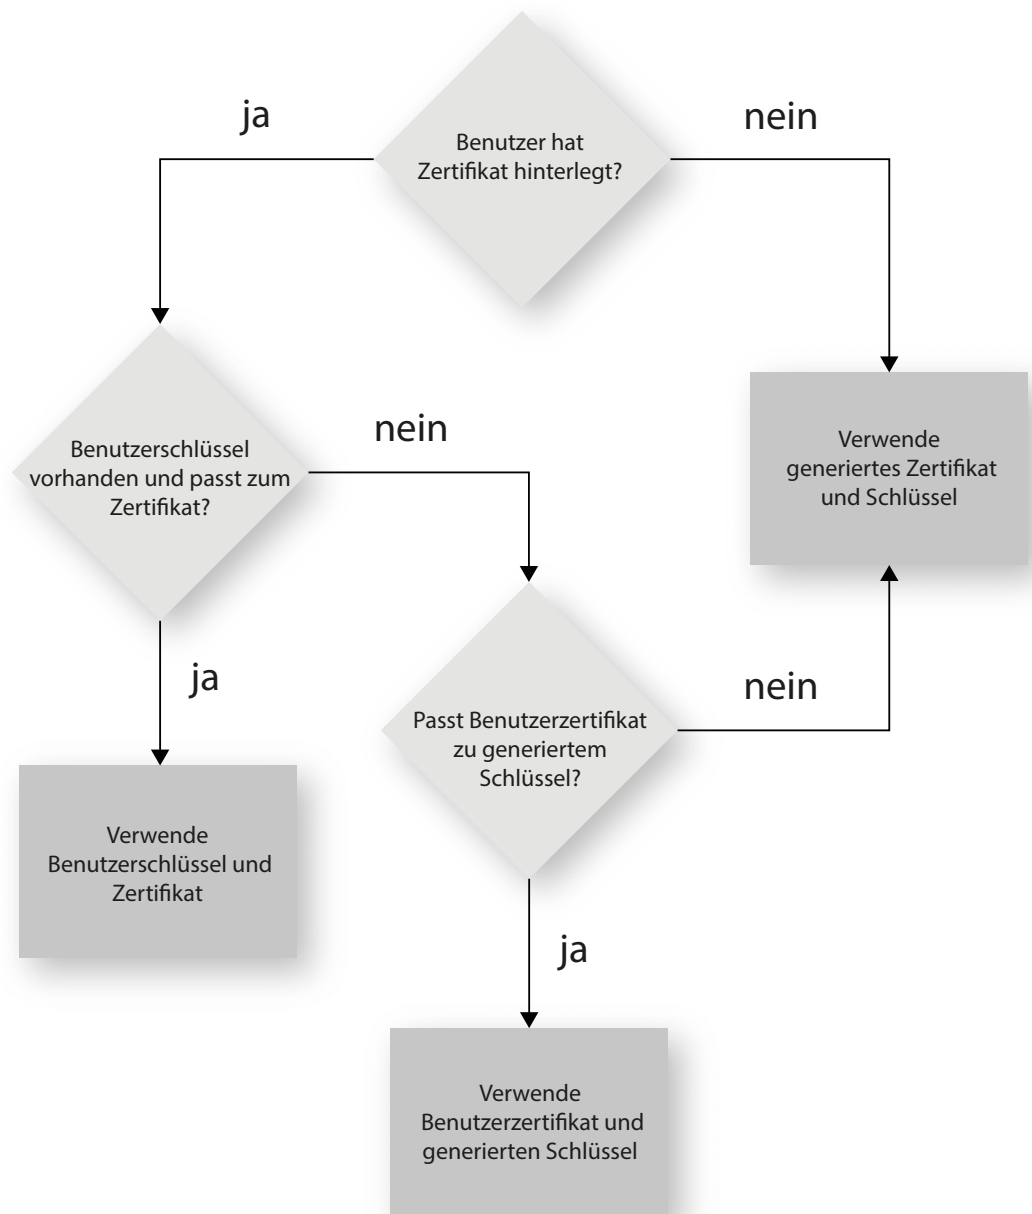 ja
nein
Benutzer hat
Zertifikat hinterlegt?
nein
Benutzerschlüssel
vorhanden und passt zum
Zertifikat?
Verwende
generiertes Zertifikat
und Schlüssel
ja
nein
Passt Benutzerzertifikat
zu generiertem
Schlüssel?
Verwende
Benutzerschlüssel und
Zertifikat
ja
Verwende
Benutzerzertifikat und
generierten Schlüssel